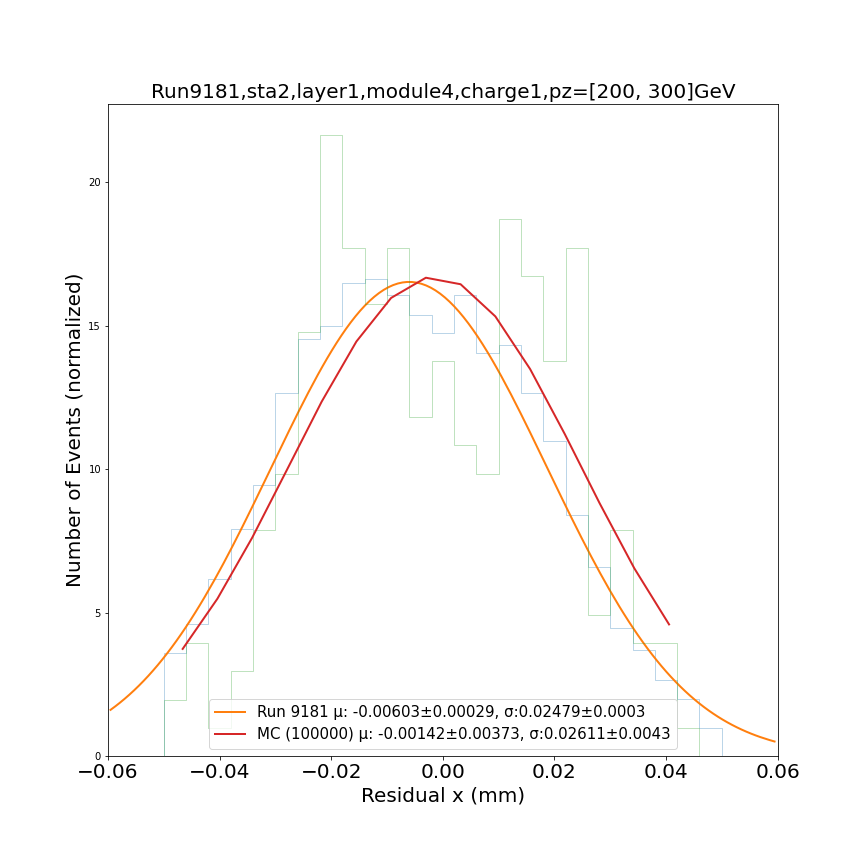 Run9181,sta2,layer1,module4,charge1,pz=[200, 300]GeV
Number of Events (normalized)
20
15
10
5
0
Run 9181 μ: -0.00603±0.00029, σ:0.02479±0.0003
MC (100000) μ: -0.00142±0.00373, σ:0.02611±0.0043
−0.06 −0.04 −0.02 0.00 0.02 0.04 0.06
Residual x (mm)